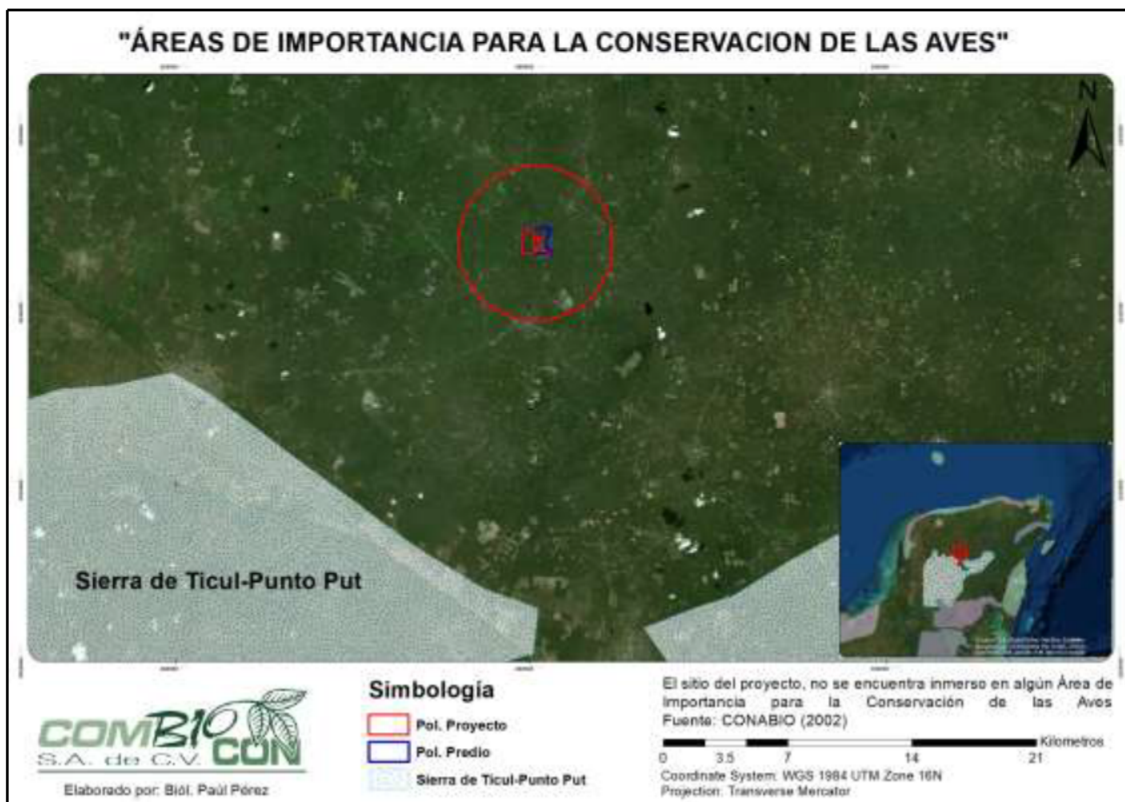 "ÁREAS DE IMPORTANCIA PARA LA CONSERVACION DE LAS AVES"
N
Sierra de Ticul-Punto Put
COMBIOCON
S.A. de C.V.
Elaborado por: Biól. Paúl Pérez
Simbología
Pol. Proyecto
Pol. Predio
Sierra de Ticul-Punto Put
El sitio del proyecto, no se encuentra inmerso en algún Área de
Importancia para la Conservación de las Aves
Fuente: CONABIO (2002)
Kilometros
0 3.5 7 14 21
Coordinate System: WGS 1984 UTM Zone 16N
Projection: Transverse Mercator